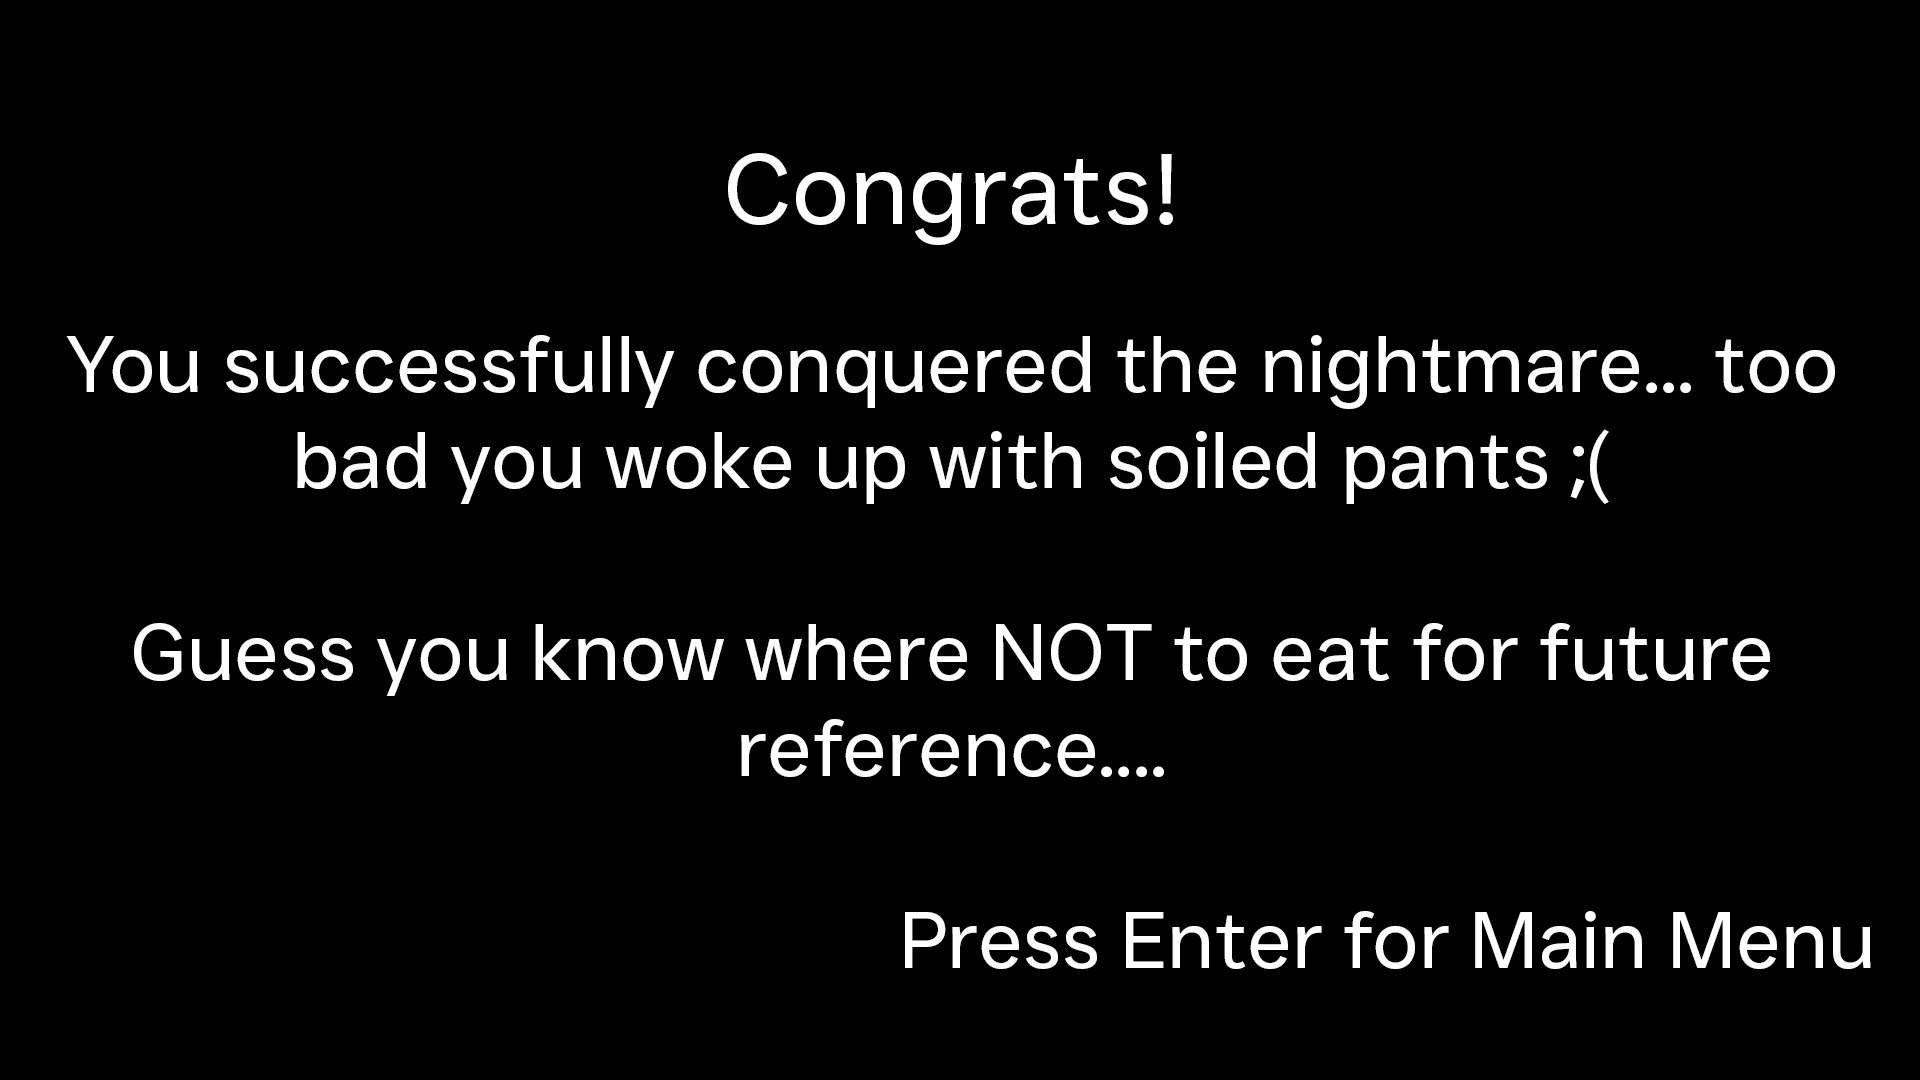 Congrats!
You successfully conquered the nightmare... too
bad you woke up with soiled pants ;(
Guess you know where NOT to eat for future
reference....
Press Enter for Main Menu